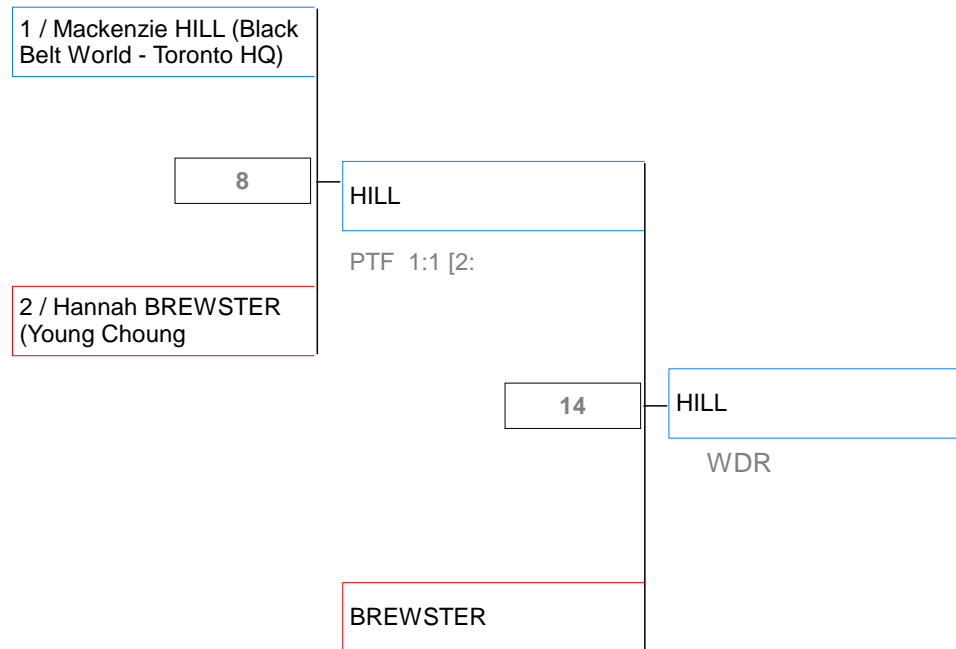 1 / Mackenzie HILL (Black
Belt World - Toronto HQ)
8
HILL
PTF 1:1 [2:
2 / Hannah BREWSTER
(Young Choung
14
HILL
WDR
BREWSTER